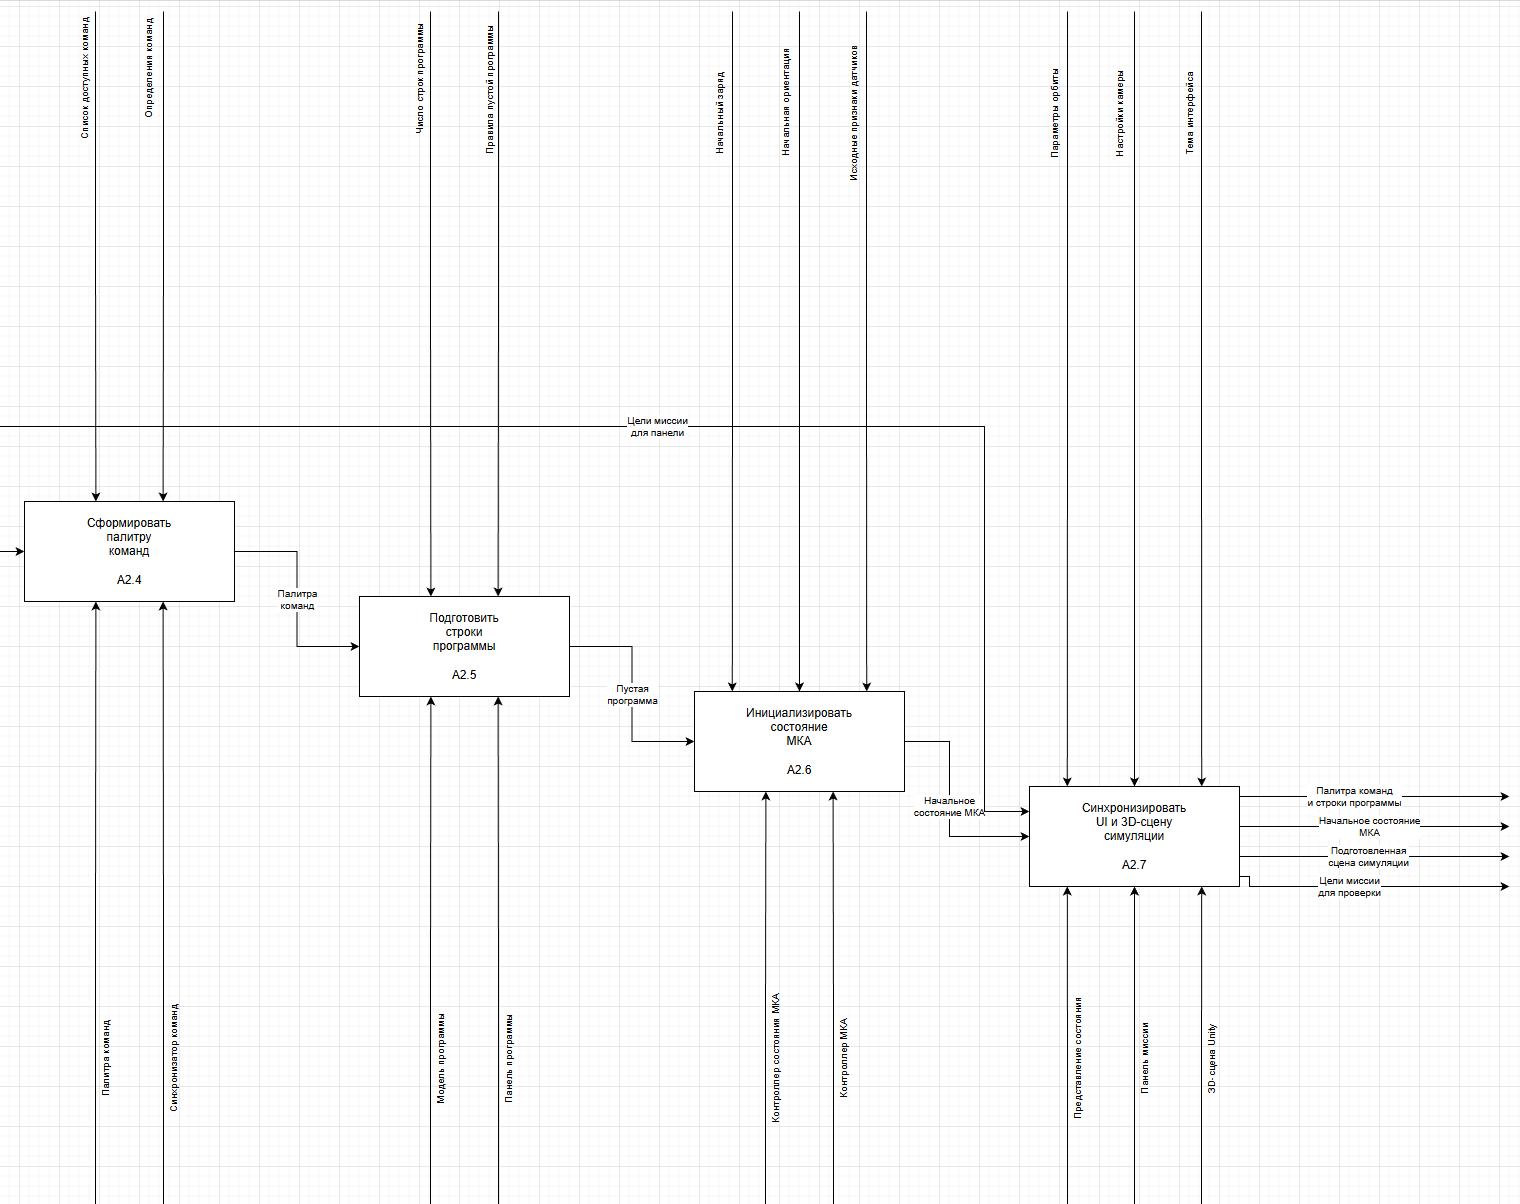 Список доступных команд
Определения команд
Число строк программы
Правила пустой программы
Начальный заряд
Начальная ориентация
Исходные признаки датчиков
Параметры орбиты
Настройки камеры
Тема интерфейса
Цели миссии
для панели
Сформировать
палитру
команд
A2.4
Палитра
команд
Подготовить
строки
программы
A2.5
Пустая
программа
Инициализировать
состояние
МКА
A2.6
Начальное
состояние МКА
Синхронизировать
UI и 3D-сцену
симуляции
A2.7
Палитра команд
и строки программы
Начальное состояние
МКА
Подготовленная
сцена симуляции
Цели миссии
для проверки
Палитра команд
Синхронизатор команд
Модель программы
Панель программы
Контроллер состояния МКА
Контроллер МКА
Представление состояния
Панель миссии
3D-сцена Unity